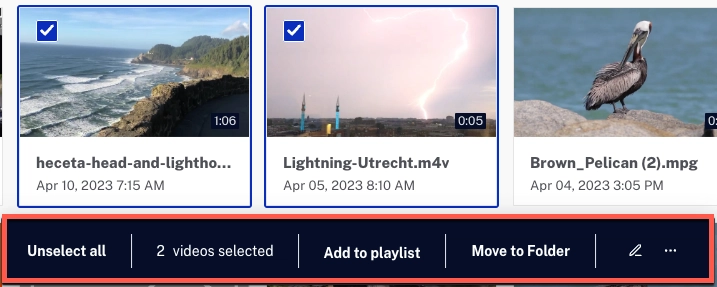 1:06
0:05
0:
heceta-head-and-lightho...
Lightning-Utrecht.m4v
Brown_Pelican (2).mpg
Apr 10, 2023 7:15 AM
Apr 05, 2023 8:10 AM
Apr 04, 2023 3:05 PM
Unselect all
2 videos selected
Add to playlist
Move to Folder